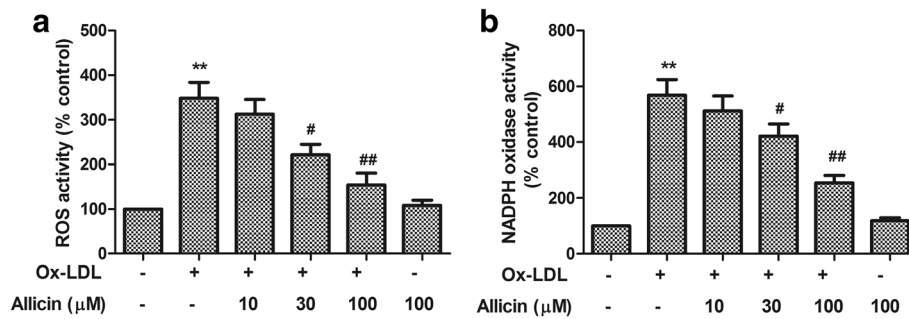 a
ROS activity (% control)
500
400
300
200
100
0
**
#
##
Ox-LDL - + + + + -
Allicin (μM) - - 10 30 100 100
b
NADPH oxidase activity
(% control)
800
600
400
200
0
**
#
##
Ox-LDL - + + + + -
Allicin (μM) - - 10 30 100 100